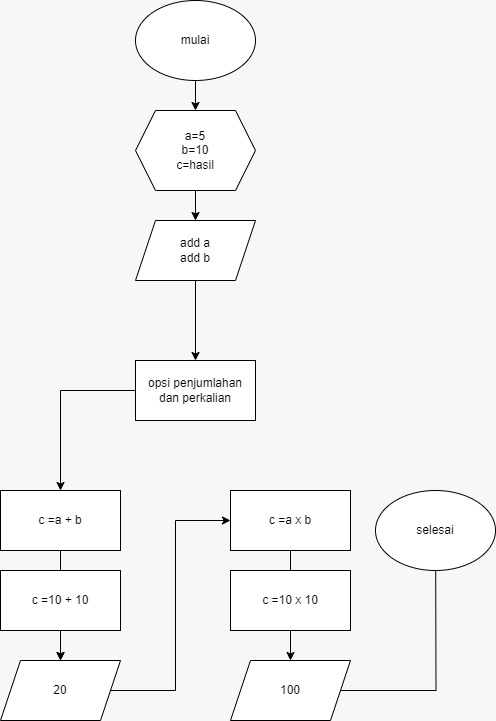 mulai
a=5
b=10
c=hasil
add a
add b
opsi penjumlahan
dan perkalian
c =a + b
c =10 + 10
20
c =a x b
c =10 x 10
100
selesai